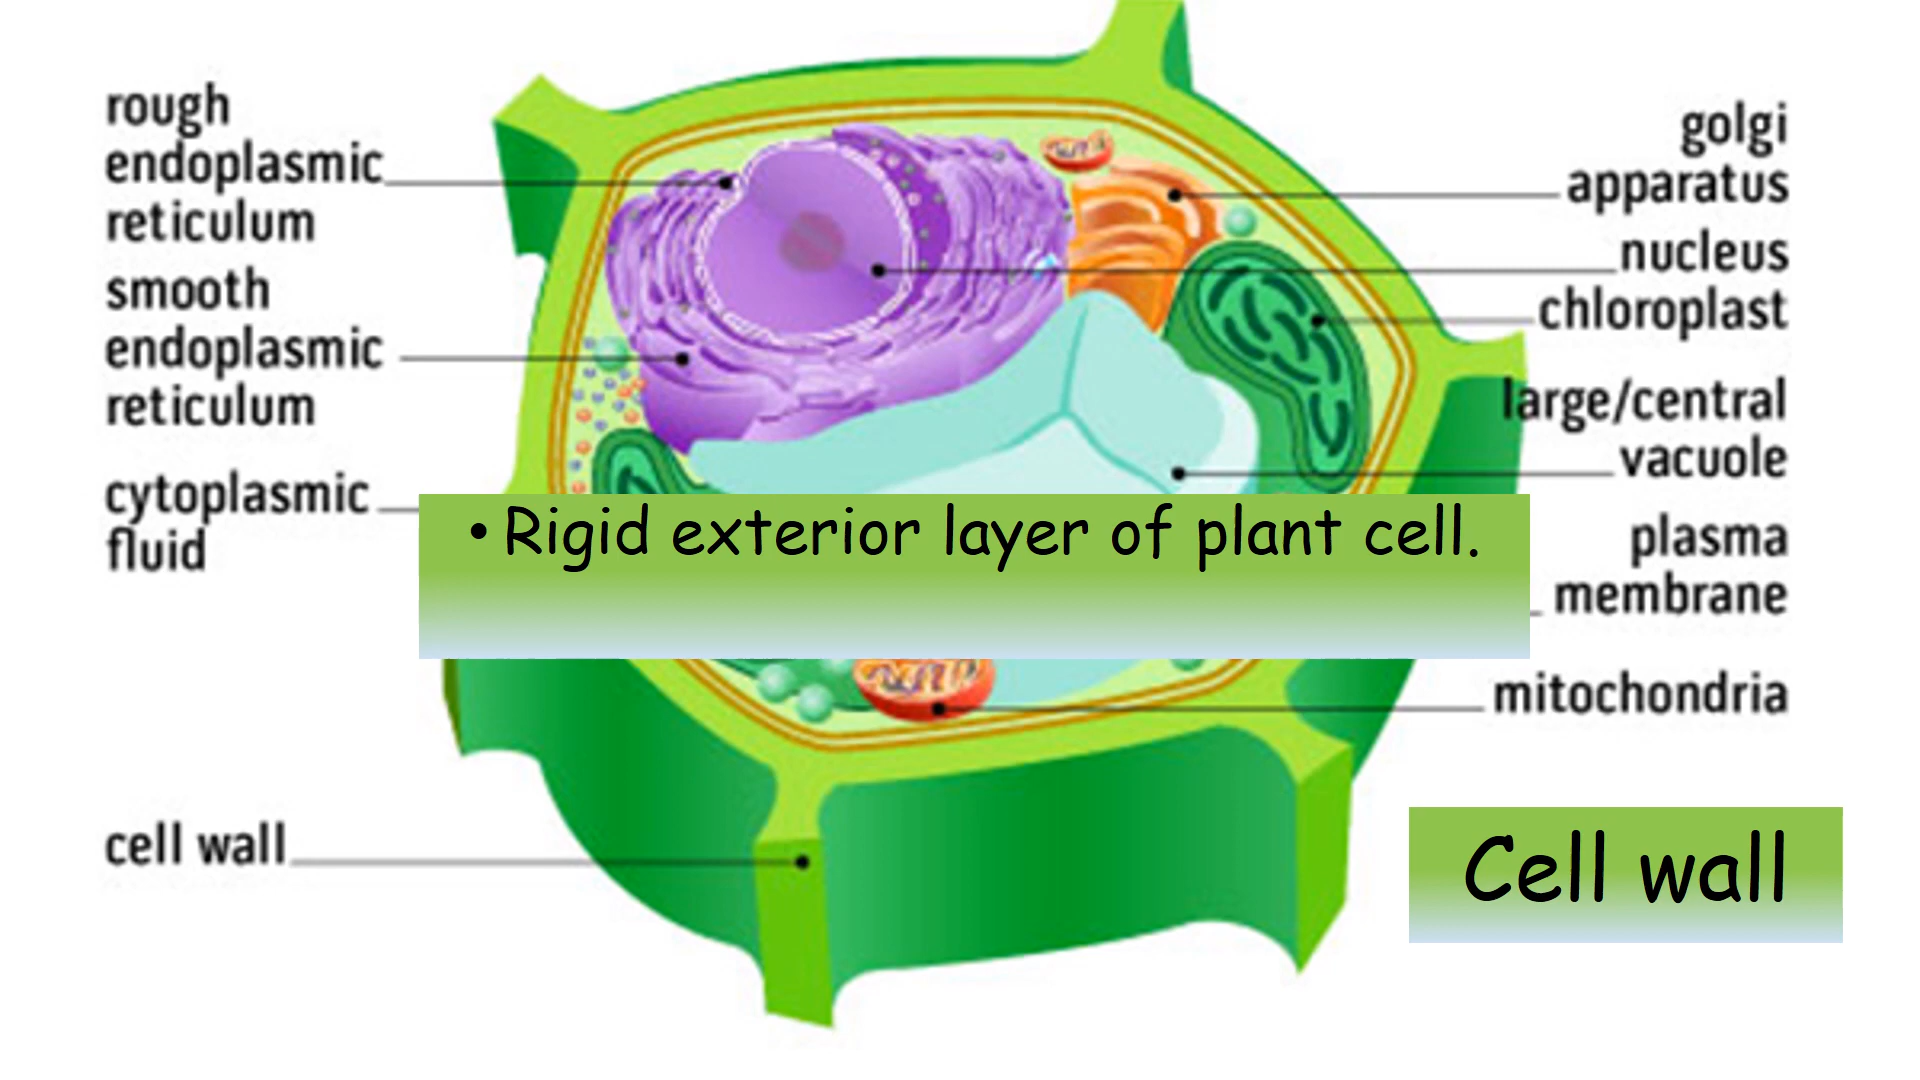 rough
endoplasmic
reticulum
smooth
endoplasmic
reticulum
cytoplasmic
fluid
cell wall
golgi
apparatus
nucleus
chloroplast
large/central
vacuole
plasma
membrane
mitochondria
• Rigid exterior layer of plant cell.
Cell wall